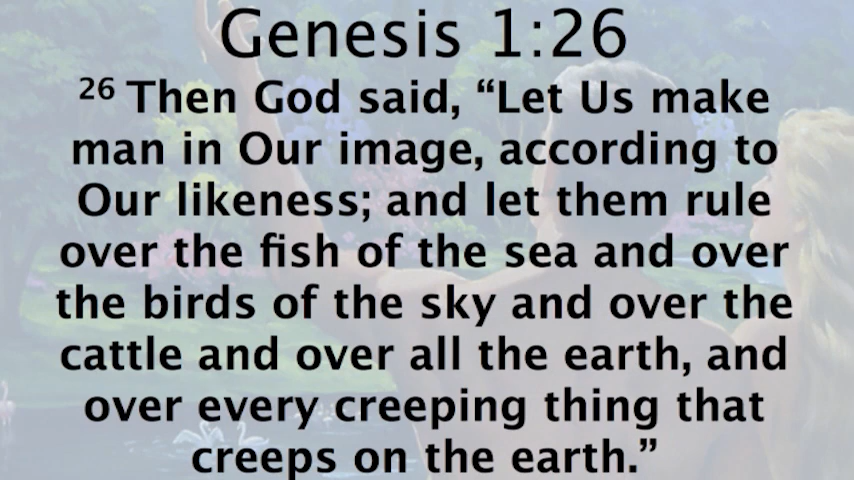 Genesis 1:26
26 Then God said, “Let Us make
man in Our image, according to
Our likeness; and let them rule
over the fish of the sea and over
the birds of the sky and over the
cattle and over all the earth, and
over every creeping thing that
creeps on the earth.”